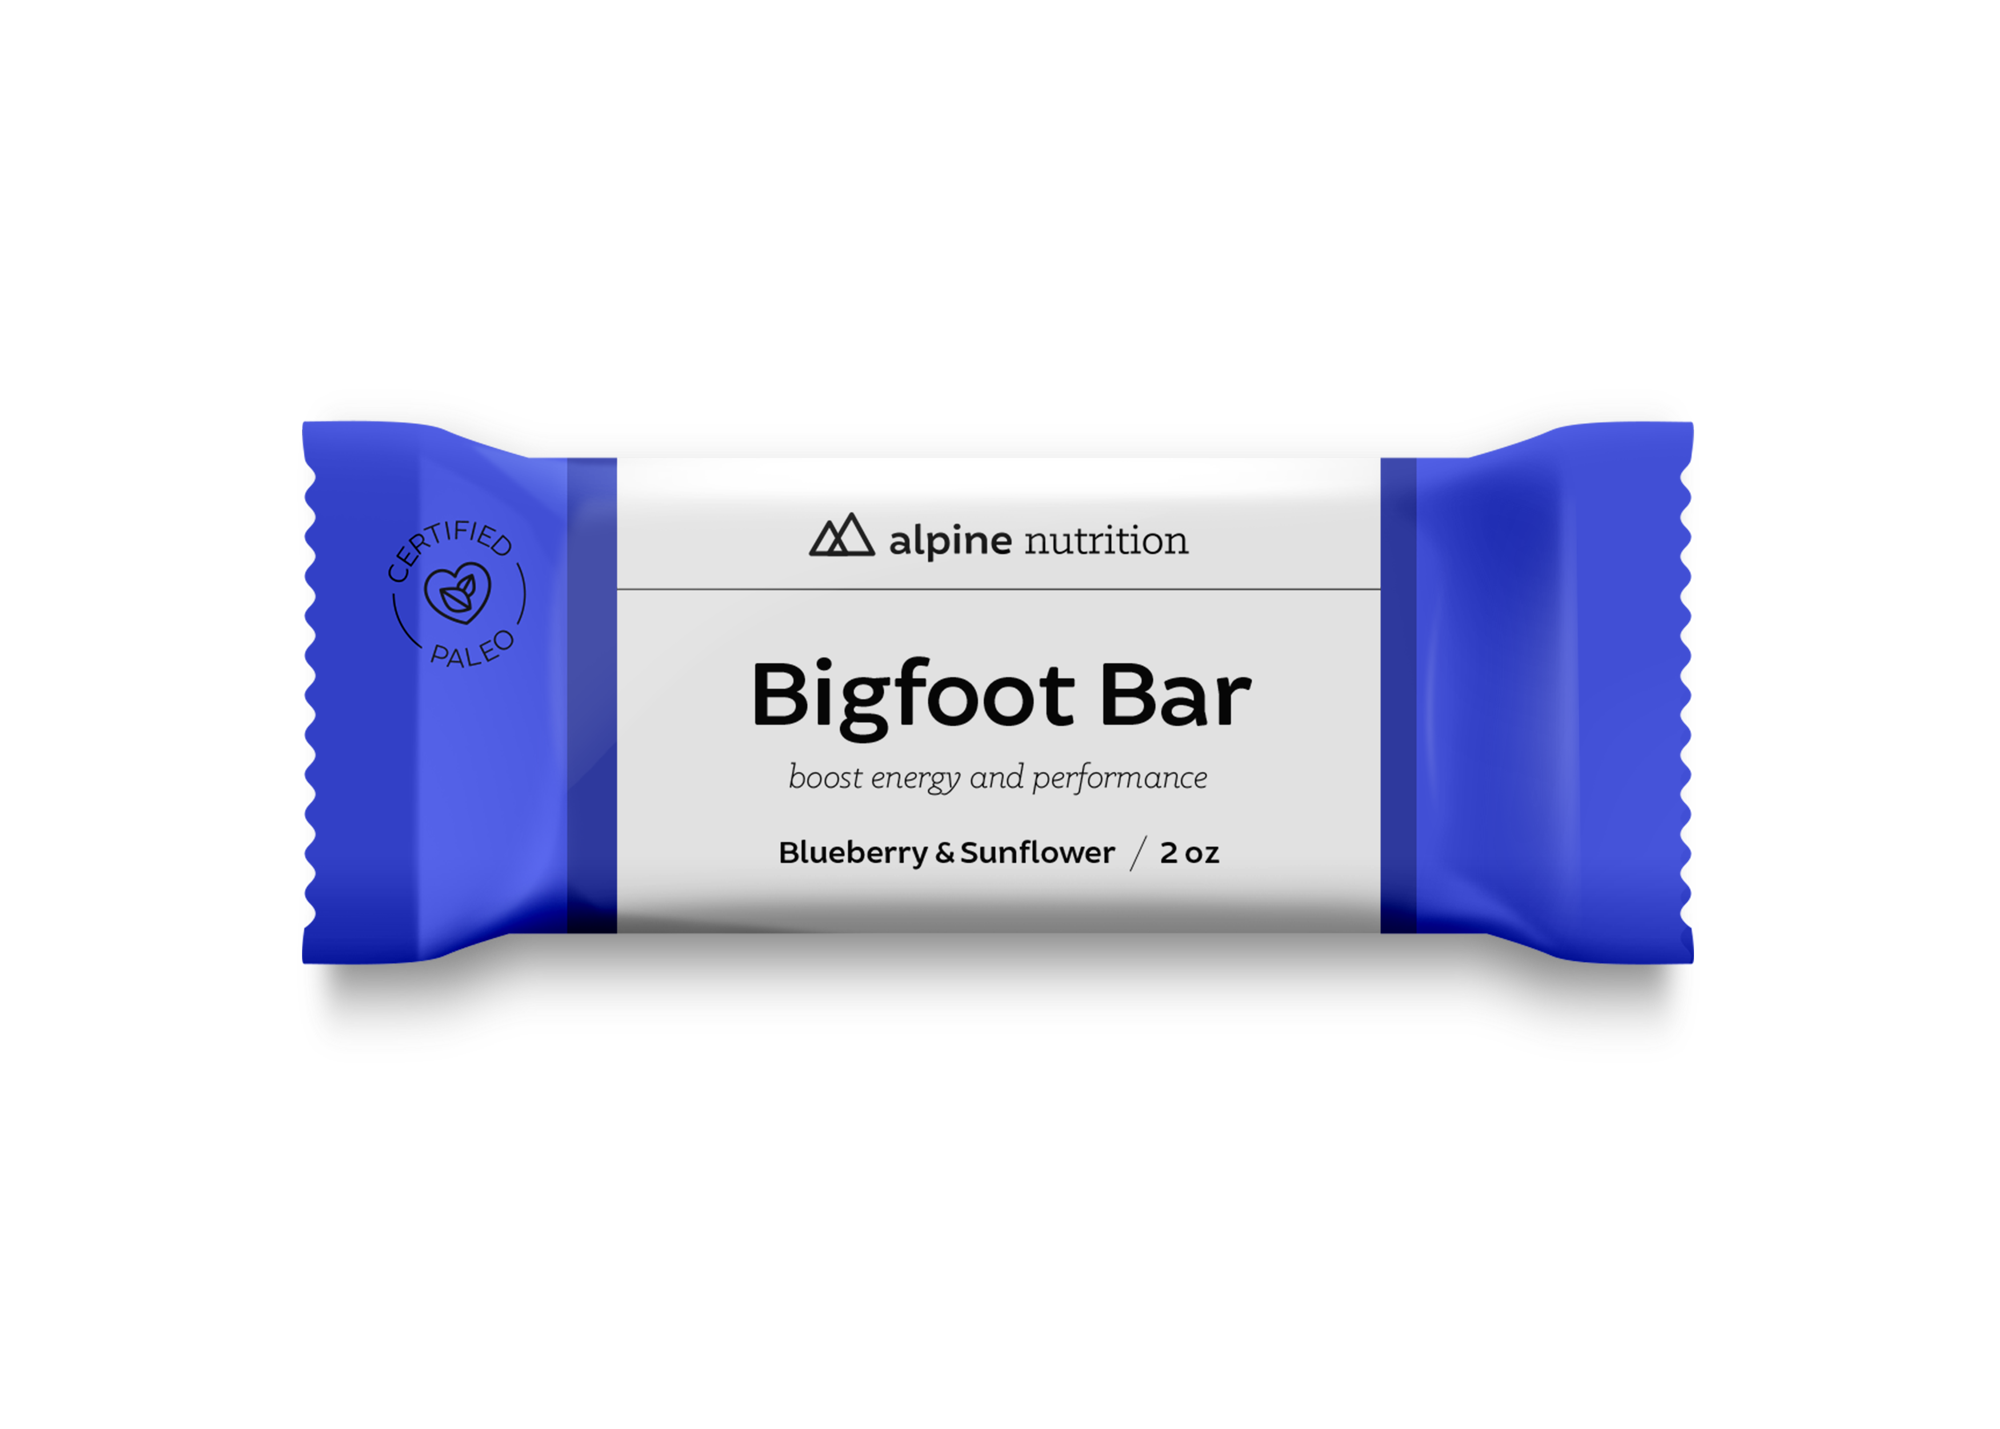 CERTIFIED
PALEO
alpine nutrition
Bigfoot Bar
boost energy and performance
Blueberry & Sunflower / 2 oz